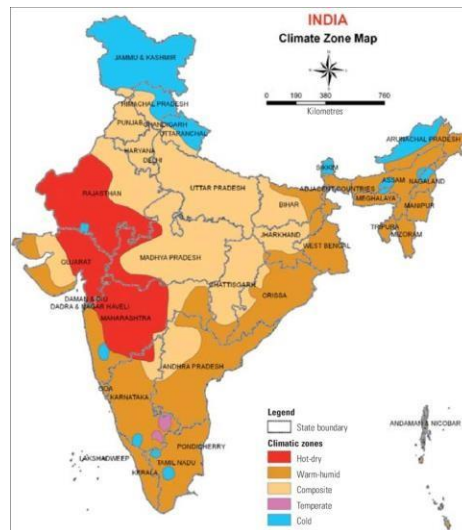 INDIA
Climate Zone Map
0 190 380 760
Kilometres
JAMMU & KASHMIR
HIMACHAL PRADESH
PUNJAB
CHANDIGARH
UTTARANCHAL
HARYANA
DELHI
ARUNACHAL PRADESH
RAJASTHAN
UTTAR PRADESH
SIKKIM
ADJACENT COUNTRIES
ASSAM
NAGALAND
MEGHALAYA
MANIPUR
BIHAR
TRIPURA
MIZORAM
JHARKHAND
WEST BENGAL
GUJARAT
MADHYA PRADESH
CHATTISGARH
ORISSA
DAMAN & DIU
DADRA & NAGAR HAVELI
MAHARASHTRA
ANDHRA PRADESH
GOA
KARNATAKA
ANDAMAN & NICOBAR
PONDICHERRY
LAKSHADWEEP
TAMIL NADU
KERALA
Legend
State boundary
Climatic zones
Hot-dry
Warm-humid
Composite
Temperate
Cold